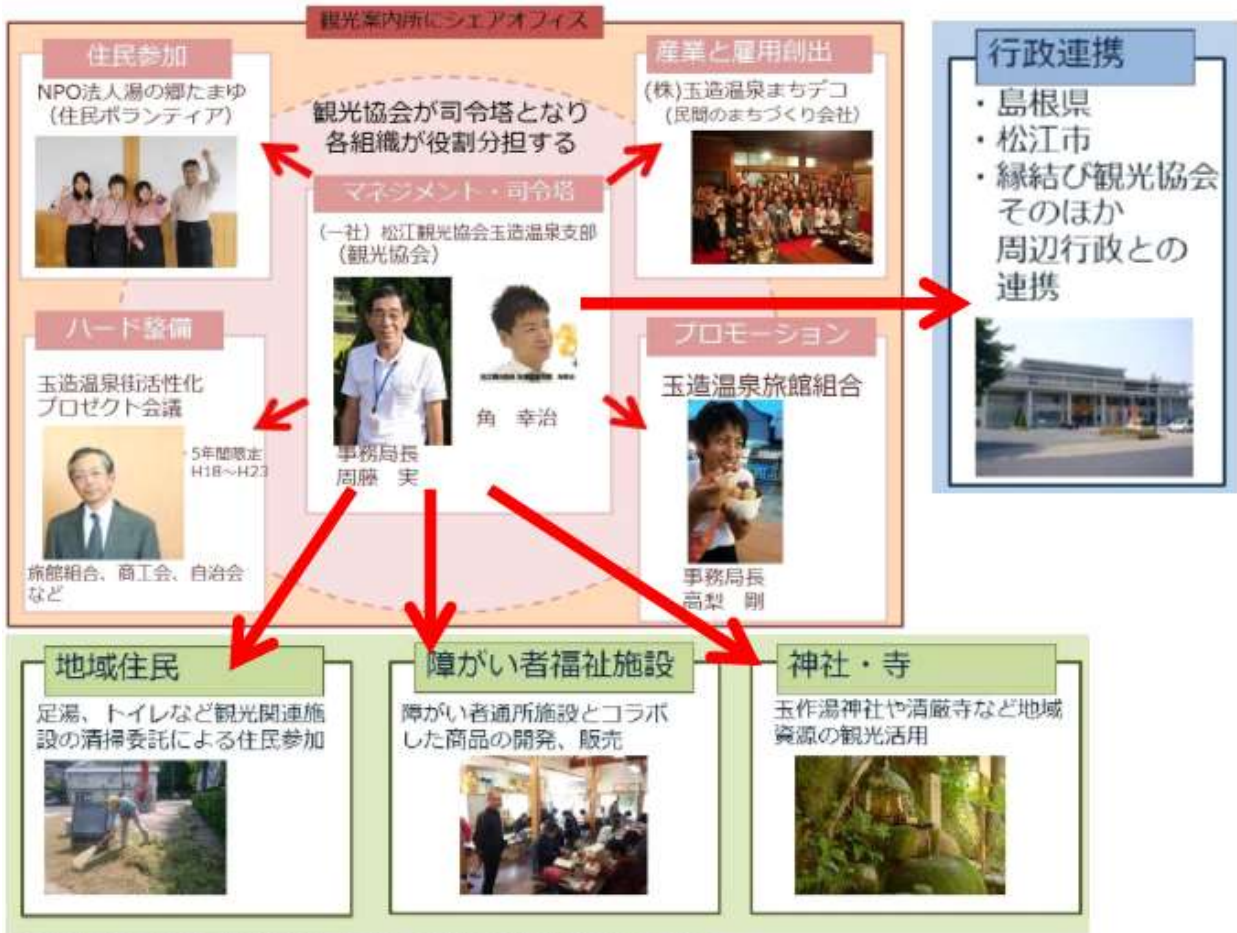 観光案内所にシェアオフィス
住民参加
NPO法人湯の郷たまゆ
(住民ボランティア)
観光協会が司令塔となり
各組織が役割分担する
産業と雇用創出
(株)玉造温泉まちデコ
(民間のまちづくり会社)
マネジメント・司令塔
(一社)松江観光協会玉造温泉支部
(観光協会)
事務局長
周藤 実
角 幸治
ハード整備
玉造温泉街活性化
プロゼクト会議
5年間限定
H18~H23
旅館組合、商工会、自治会
など
プロモーション
玉造温泉旅館組合
事務局長
高梨 剛
行政連携
・島根県
・松江市
・縁結び観光協会
そのほか
周辺行政との
連携
地域住民
足湯、トイレなど観光関連施
設の清掃委託による住民参加
障がい者福祉施設
障がい者通所施設とコラボ
した商品の開発、販売
神社・寺
玉作湯神社や清巌寺など地域
資源の観光活用